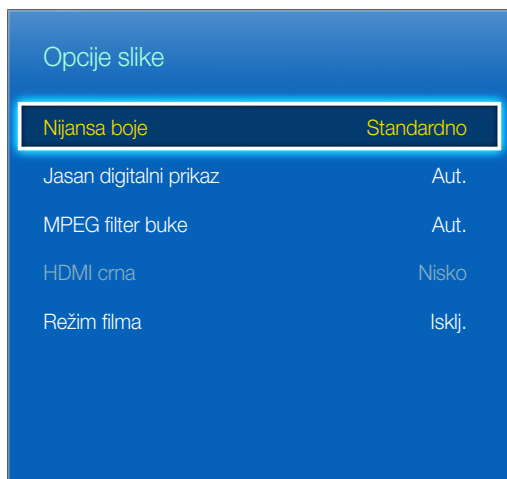 Opcije slike
Nijansa boje Standardno
Jasan digitalni prikaz Aut.
MPEG filter buke Aut.
HDMI crna Nisko
Režim filma Isklj.